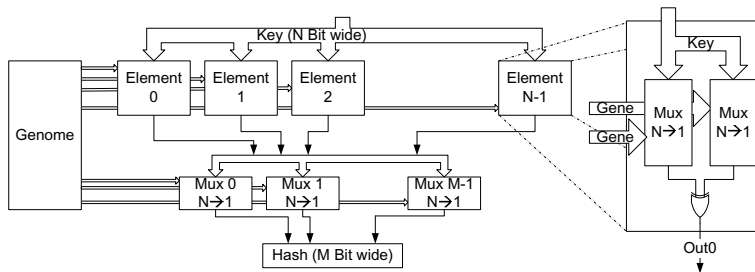 Key (N Bit wide)
Genome
Element
0
Element
1
Element
2
Element
N-1
Mux 0
N→1
Mux 1
N→1
Mux M-1
N→1
Hash (M Bit wide)
Key
Gene
Gene
Mux
N→1
Mux
N→1
Out0